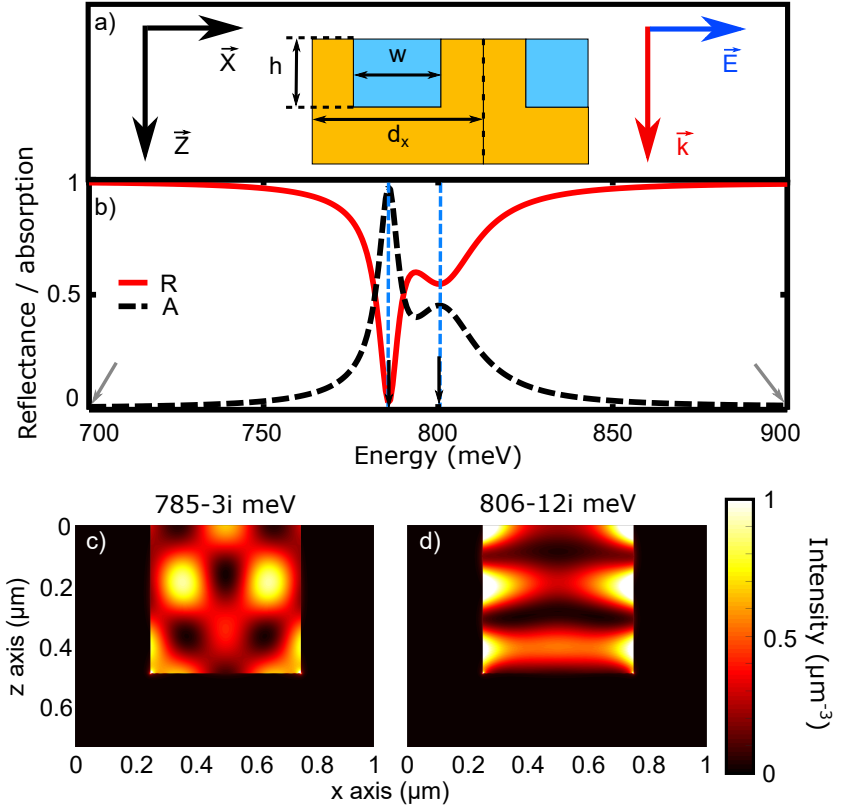 a)
X
Z
h
w
d_x
E
k
Reflectance / absorption
1
0.5
0
b)
R
A
700 750 800 850 900
Energy (meV)
785-3i meV
806-12i meV
c)
d)
z axis (μm)
0
0.2
0.4
0.6
0 0.2 0.4 0.6 0.8 1
0 0.2 0.4 0.6 0.8 1
x axis (μm)
1
0.5
0
Intensity (μm⁻³)